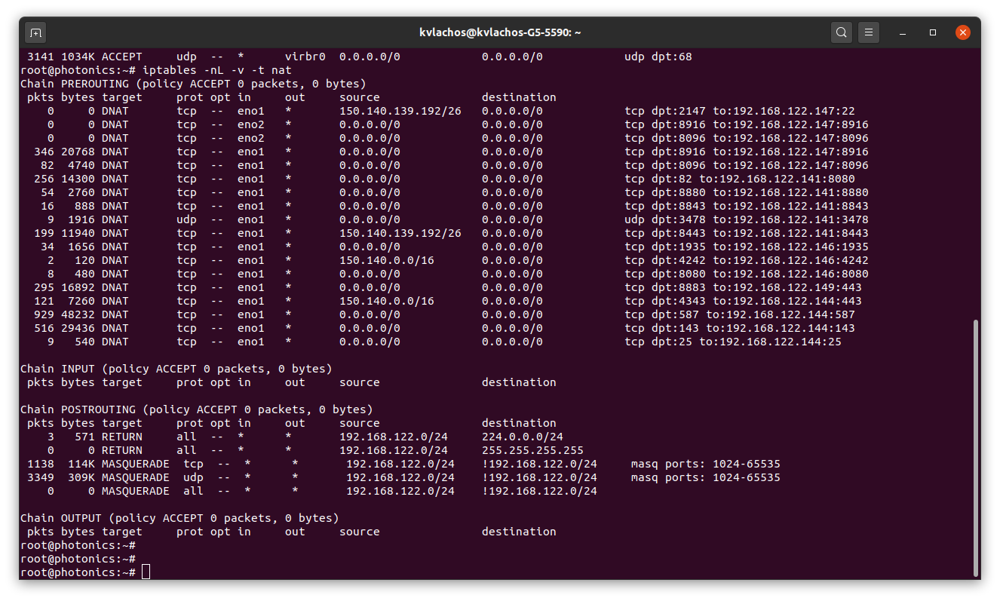 kvlachos@kvlachos-G5-5590: ~
3141 1034K ACCEPT     udp  --  *      virbr0  0.0.0.0/0            0.0.0.0/0            udp dpt:68
root@photonics:~# iptables -nL -v -t nat
Chain PREROUTING (policy ACCEPT 0 packets, 0 bytes)
 pkts bytes target     prot opt in     out     source               destination
    0     0 DNAT       tcp  --  eno1   *       150.140.139.192/26   0.0.0.0/0            tcp dpt:2147 to:192.168.122.147:22
    0     0 DNAT       tcp  --  eno2   *       0.0.0.0/0            0.0.0.0/0            tcp dpt:8916 to:192.168.122.147:8916
    0     0 DNAT       tcp  --  eno2   *       0.0.0.0/0            0.0.0.0/0            tcp dpt:8096 to:192.168.122.147:8096
  346 20768 DNAT       tcp  --  eno1   *       0.0.0.0/0            0.0.0.0/0            tcp dpt:8916 to:192.168.122.147:8916
   82  4740 DNAT       tcp  --  eno1   *       0.0.0.0/0            0.0.0.0/0            tcp dpt:8096 to:192.168.122.147:8096
  256 14300 DNAT       tcp  --  eno1   *       0.0.0.0/0            0.0.0.0/0            tcp dpt:82 to:192.168.122.141:8080
   54  2760 DNAT       tcp  --  eno1   *       0.0.0.0/0            0.0.0.0/0            tcp dpt:8880 to:192.168.122.141:8880
   16   888 DNAT       tcp  --  eno1   *       0.0.0.0/0            0.0.0.0/0            tcp dpt:8843 to:192.168.122.141:8843
    9  1916 DNAT       udp  --  eno1   *       0.0.0.0/0            0.0.0.0/0            udp dpt:3478 to:192.168.122.141:3478
  199 11940 DNAT       tcp  --  eno1   *       150.140.139.192/26   0.0.0.0/0            tcp dpt:8443 to:192.168.122.141:8443
   34  1656 DNAT       tcp  --  eno1   *       0.0.0.0/0            0.0.0.0/0            tcp dpt:1935 to:192.168.122.146:1935
    2   120 DNAT       tcp  --  eno1   *       150.140.0.0/16       0.0.0.0/0            tcp dpt:4242 to:192.168.122.146:4242
    8   480 DNAT       tcp  --  eno1   *       0.0.0.0/0            0.0.0.0/0            tcp dpt:8080 to:192.168.122.146:8080
  295 16892 DNAT       tcp  --  eno1   *       0.0.0.0/0            0.0.0.0/0            tcp dpt:8883 to:192.168.122.149:443
  121  7260 DNAT       tcp  --  eno1   *       150.140.0.0/16       0.0.0.0/0            tcp dpt:4343 to:192.168.122.144:443
  929 48232 DNAT       tcp  --  eno1   *       0.0.0.0/0            0.0.0.0/0            tcp dpt:587 to:192.168.122.144:587
  516 29436 DNAT       tcp  --  eno1   *       0.0.0.0/0            0.0.0.0/0            tcp dpt:143 to:192.168.122.144:143
    9   540 DNAT       tcp  --  eno1   *       0.0.0.0/0            0.0.0.0/0            tcp dpt:25 to:192.168.122.144:25
Chain INPUT (policy ACCEPT 0 packets, 0 bytes)
 pkts bytes target     prot opt in     out     source               destination
Chain POSTROUTING (policy ACCEPT 0 packets, 0 bytes)
 pkts bytes target     prot opt in     out     source               destination
    3   571 RETURN     all  --  *      *       192.168.122.0/24     224.0.0.0/24
    0     0 RETURN     all  --  *      *       192.168.122.0/24     255.255.255.255
 1138  114K MASQUERADE  tcp  --  *      *       192.168.122.0/24    !192.168.122.0/24     masq ports: 1024-65535
 3349  309K MASQUERADE  udp  --  *      *       192.168.122.0/24    !192.168.122.0/24     masq ports: 1024-65535
    0     0 MASQUERADE  all  --  *      *       192.168.122.0/24    !192.168.122.0/24
Chain OUTPUT (policy ACCEPT 0 packets, 0 bytes)
 pkts bytes target     prot opt in     out     source               destination
root@photonics:~#
root@photonics:~#
root@photonics:~#